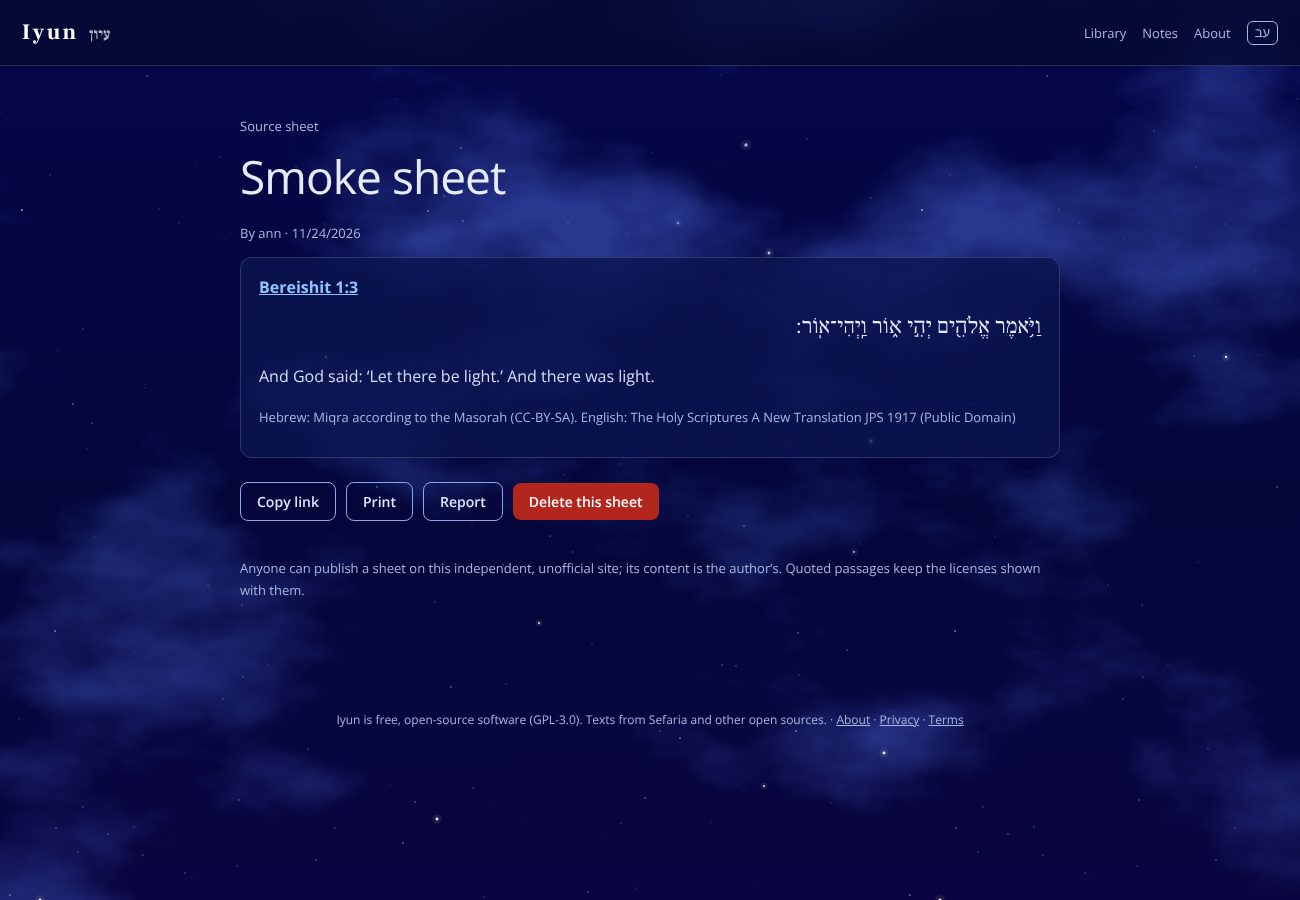 Iyun עיון
Library Notes About עב
Source sheet
Smoke sheet
By ann · 11/24/2026
Bereishit 1:3
וַיֹּ֥אמֶר אֱלֹהִ֖ים יְהִ֣י א֑וֹר וַֽיְהִי־אֽוֹר׃
And God said: ‘Let there be light.’ And there was light.
Hebrew: Miqra according to the Masorah (CC-BY-SA). English: The Holy Scriptures A New Translation JPS 1917 (Public Domain)
Copy link Print Report Delete this sheet
Anyone can publish a sheet on this independent, unofficial site; its content is the author’s. Quoted passages keep the licenses shown
with them.
Iyun is free, open-source software (GPL-3.0). Texts from Sefaria and other open sources. · About · Privacy · Terms